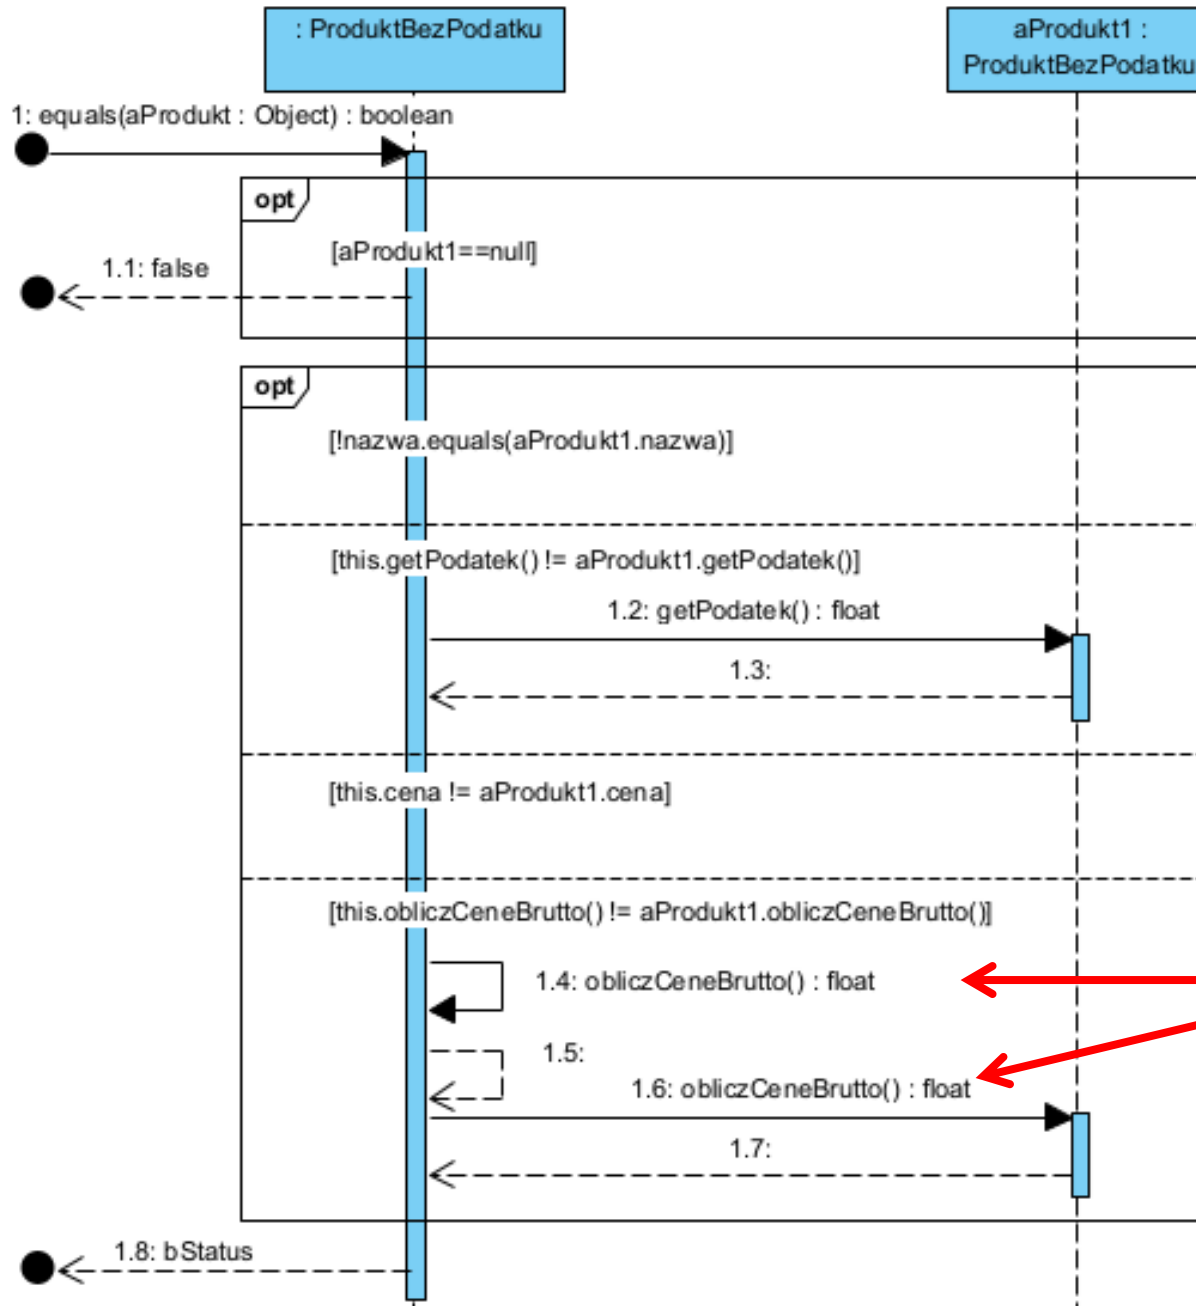 : ProduktBezPodatku
aProdukt1 :
ProduktBezPodatku
1: equals(aProdukt : Object) : boolean
opt
[aProdukt1==null]
1.1: false
opt
[!nazwa.equals(aProdukt1.nazwa)]
[this.getPodatek() != aProdukt1.getPodatek()]
1.2: getPodatek() : float
1.3:
[this.cena != aProdukt1.cena]
[this.obliczCeneBrutto() != aProdukt1.obliczCeneBrutto()]
1.4: obliczCeneBrutto() : float
1.5:
1.6: obliczCeneBrutto() : float
1.7:
1.8: bStatus